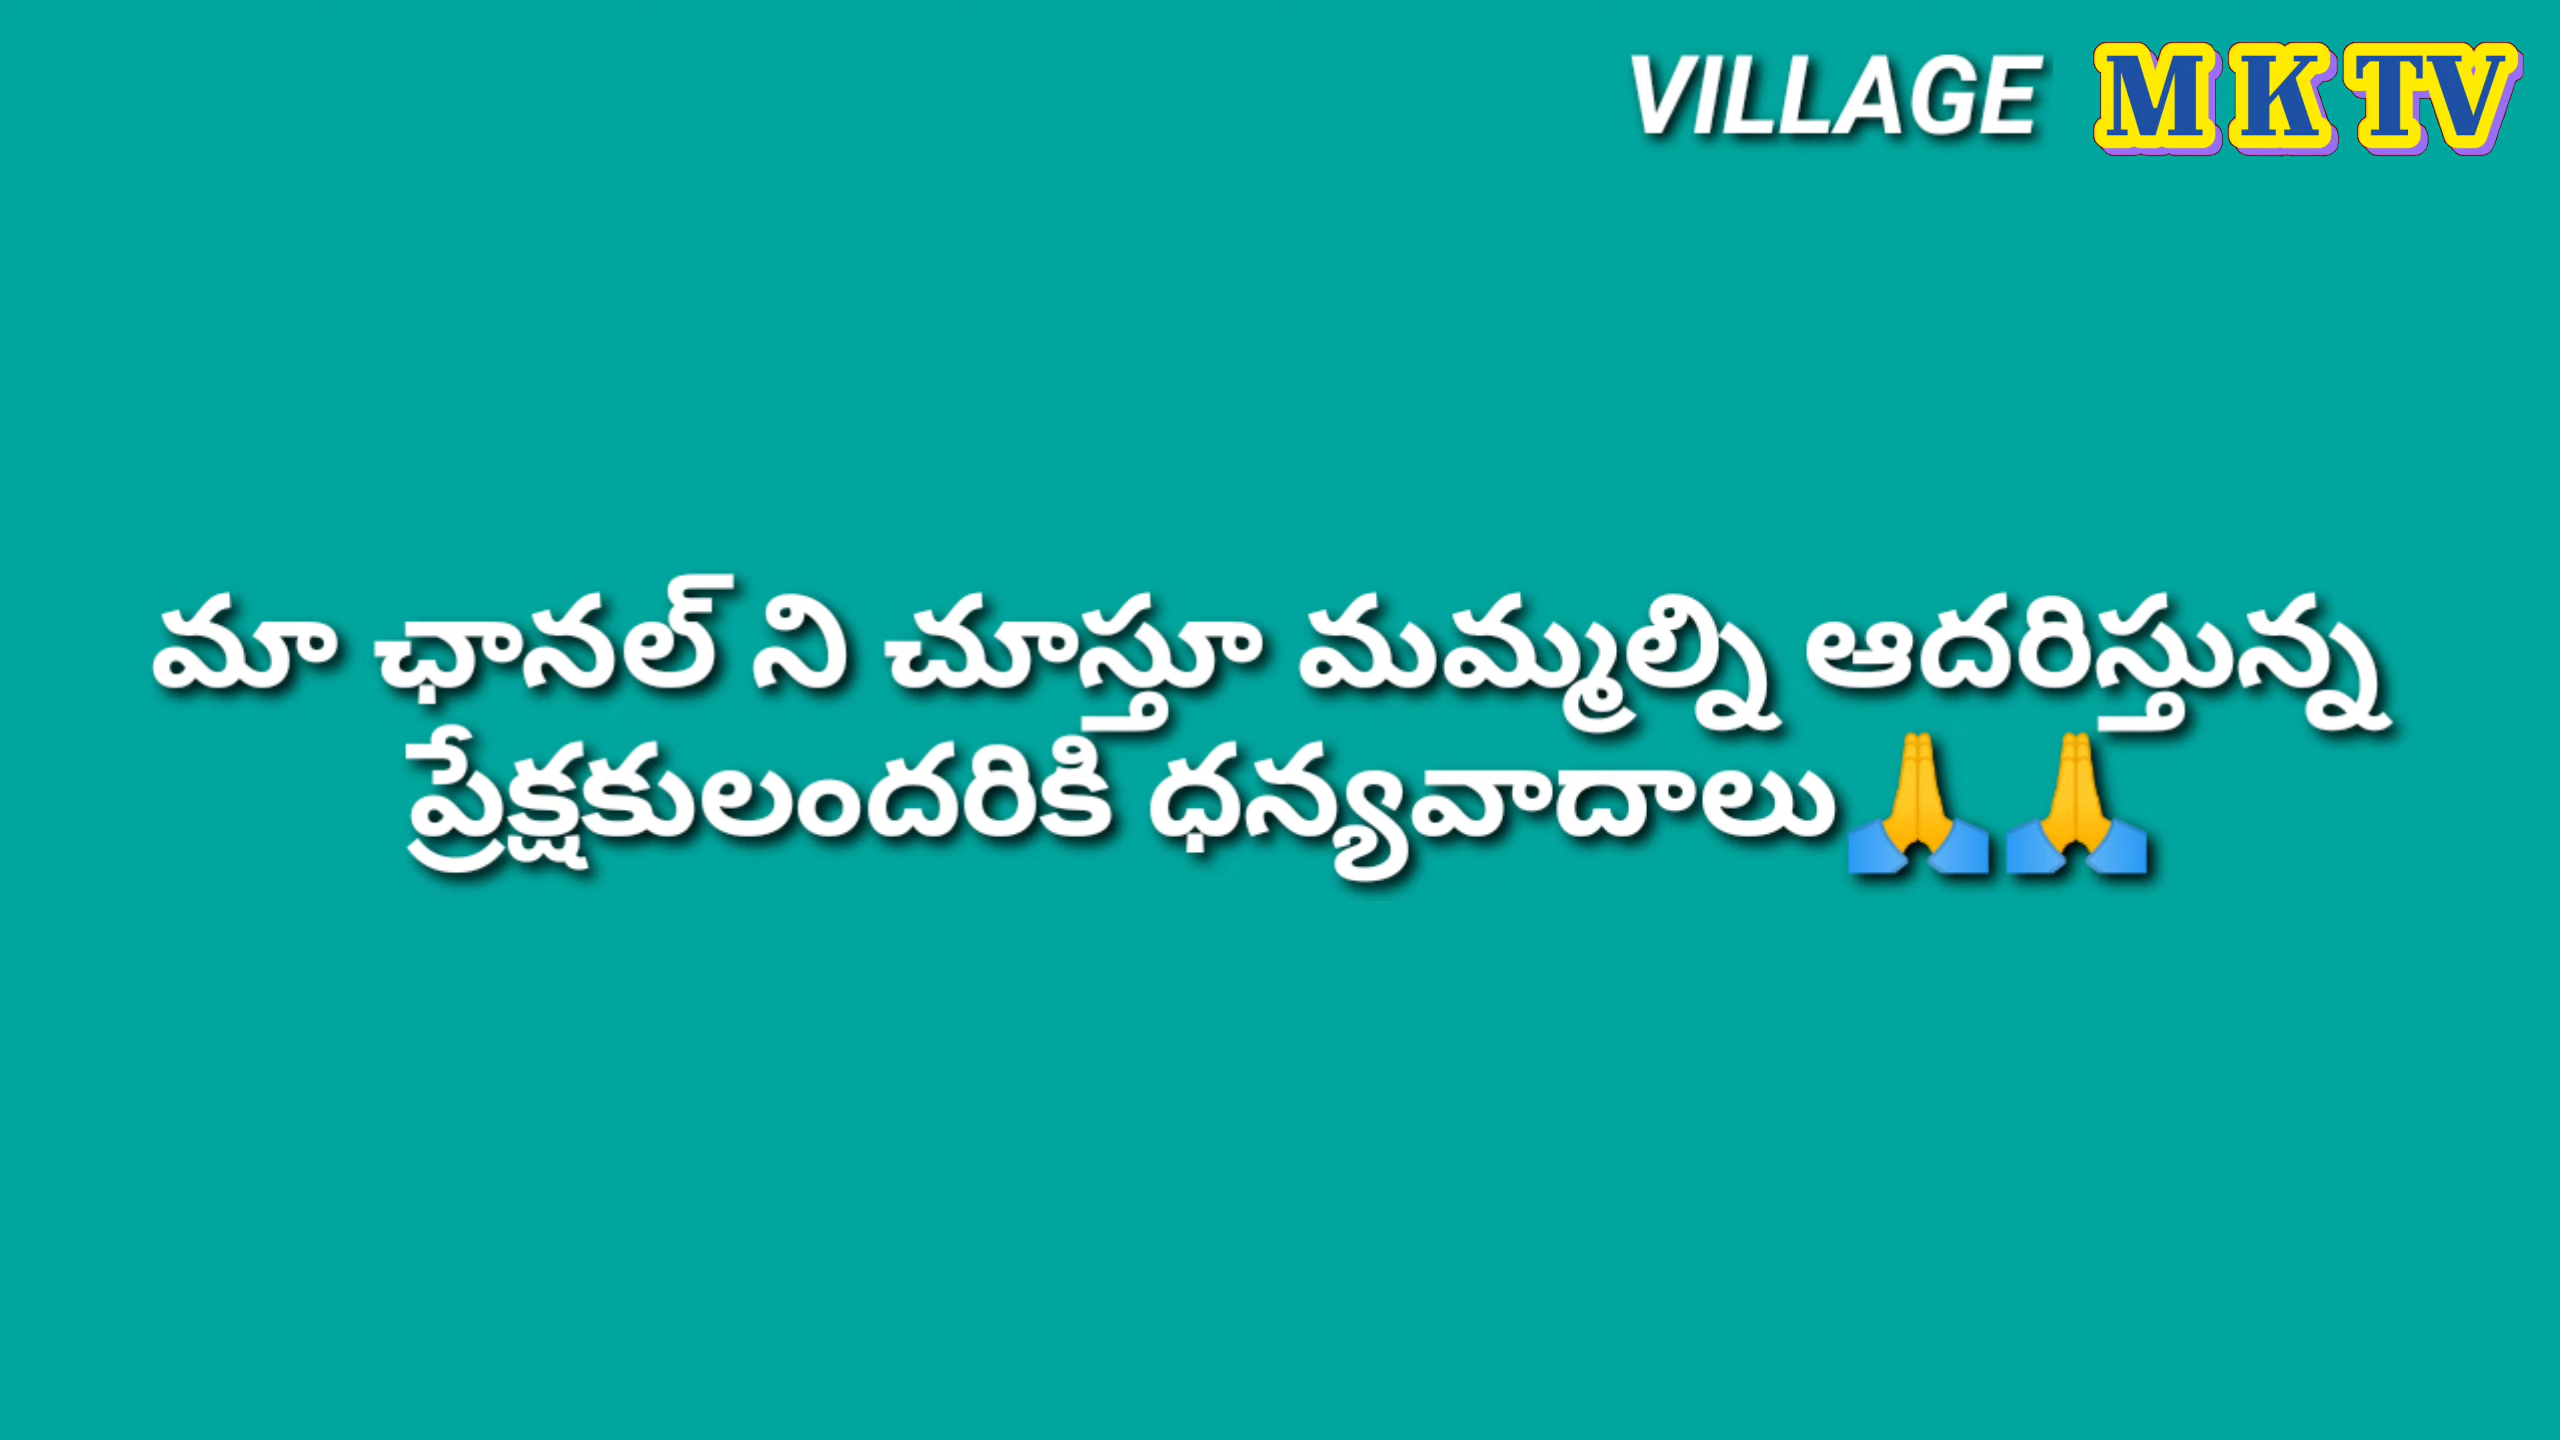 VILLAGE MK TV
మా ఛానల్ ని చూస్తూ మమ్మల్ని ఆదరిస్తున్న
ప్రేక్షకులందరికి ధన్యవాదాలు🙏🙏